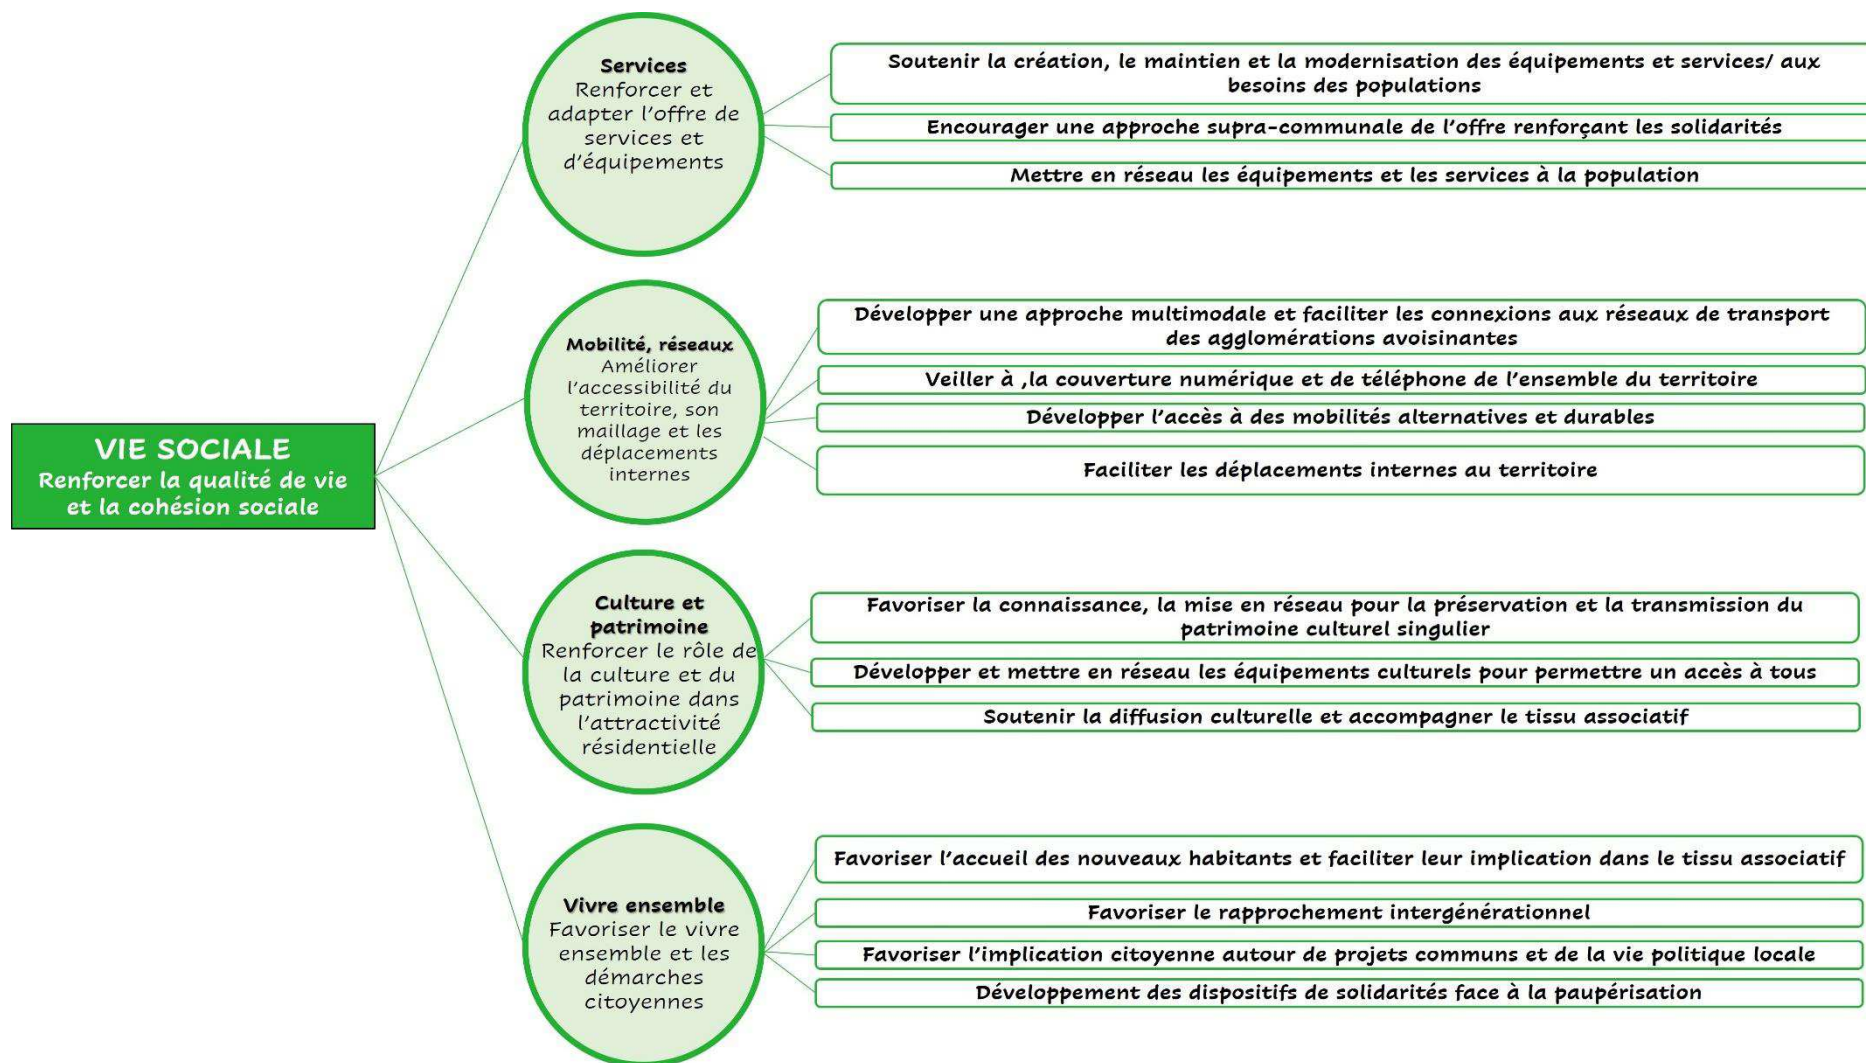 VIE SOCIALE
Renforcer la qualité de vie
et la cohésion sociale
Services
Renforcer et
adapter l'offre de
services et
d'équipements
Soutenir la création, le maintien et la modernisation des équipements et services/ aux
besoins des populations
Encourager une approche supra-communale de l'offre renforçant les solidarités
Mettre en réseau les équipements et les services à la population
Mobilité, réseaux
Améliorer
l'accessibilité du
territoire, son
maillage et les
déplacements
internes
Développer une approche multimodale et faciliter les connexions aux réseaux de transport
des agglomérations avoisinantes
Veiller à ,la couverture numérique et de téléphone de l'ensemble du territoire
Développer l'accès à des mobilités alternatives et durables
Faciliter les déplacements internes au territoire
Culture et
patrimoine
Renforcer le rôle de
la culture et du
patrimoine dans
l'attractivité
résidentielle
Favoriser la connaissance, la mise en réseau pour la préservation et la transmission du
patrimoine culturel singulier
Développer et mettre en réseau les équipements culturels pour permettre un accès à tous
Soutenir la diffusion culturelle et accompagner le tissu associatif
Vivre ensemble
Favoriser le vivre
ensemble et les
démarches
citoyennes
Favoriser l'accueil des nouveaux habitants et faciliter leur implication dans le tissu associatif
Favoriser le rapprochement intergénérationnel
Favoriser l'implication citoyenne autour de projets communs et de la vie politique locale
Développement des dispositifs de solidarités face à la paupérisation